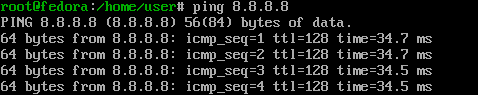 root@fedora:/home/user# ping 8.8.8.8
PING 8.8.8.8 (8.8.8.8) 56(84) bytes of data.
64 bytes from 8.8.8.8: icmp_seq=1 ttl=128 time=34.7 ms
64 bytes from 8.8.8.8: icmp_seq=2 ttl=128 time=34.7 ms
64 bytes from 8.8.8.8: icmp_seq=3 ttl=128 time=34.5 ms
64 bytes from 8.8.8.8: icmp_seq=4 ttl=128 time=34.5 ms